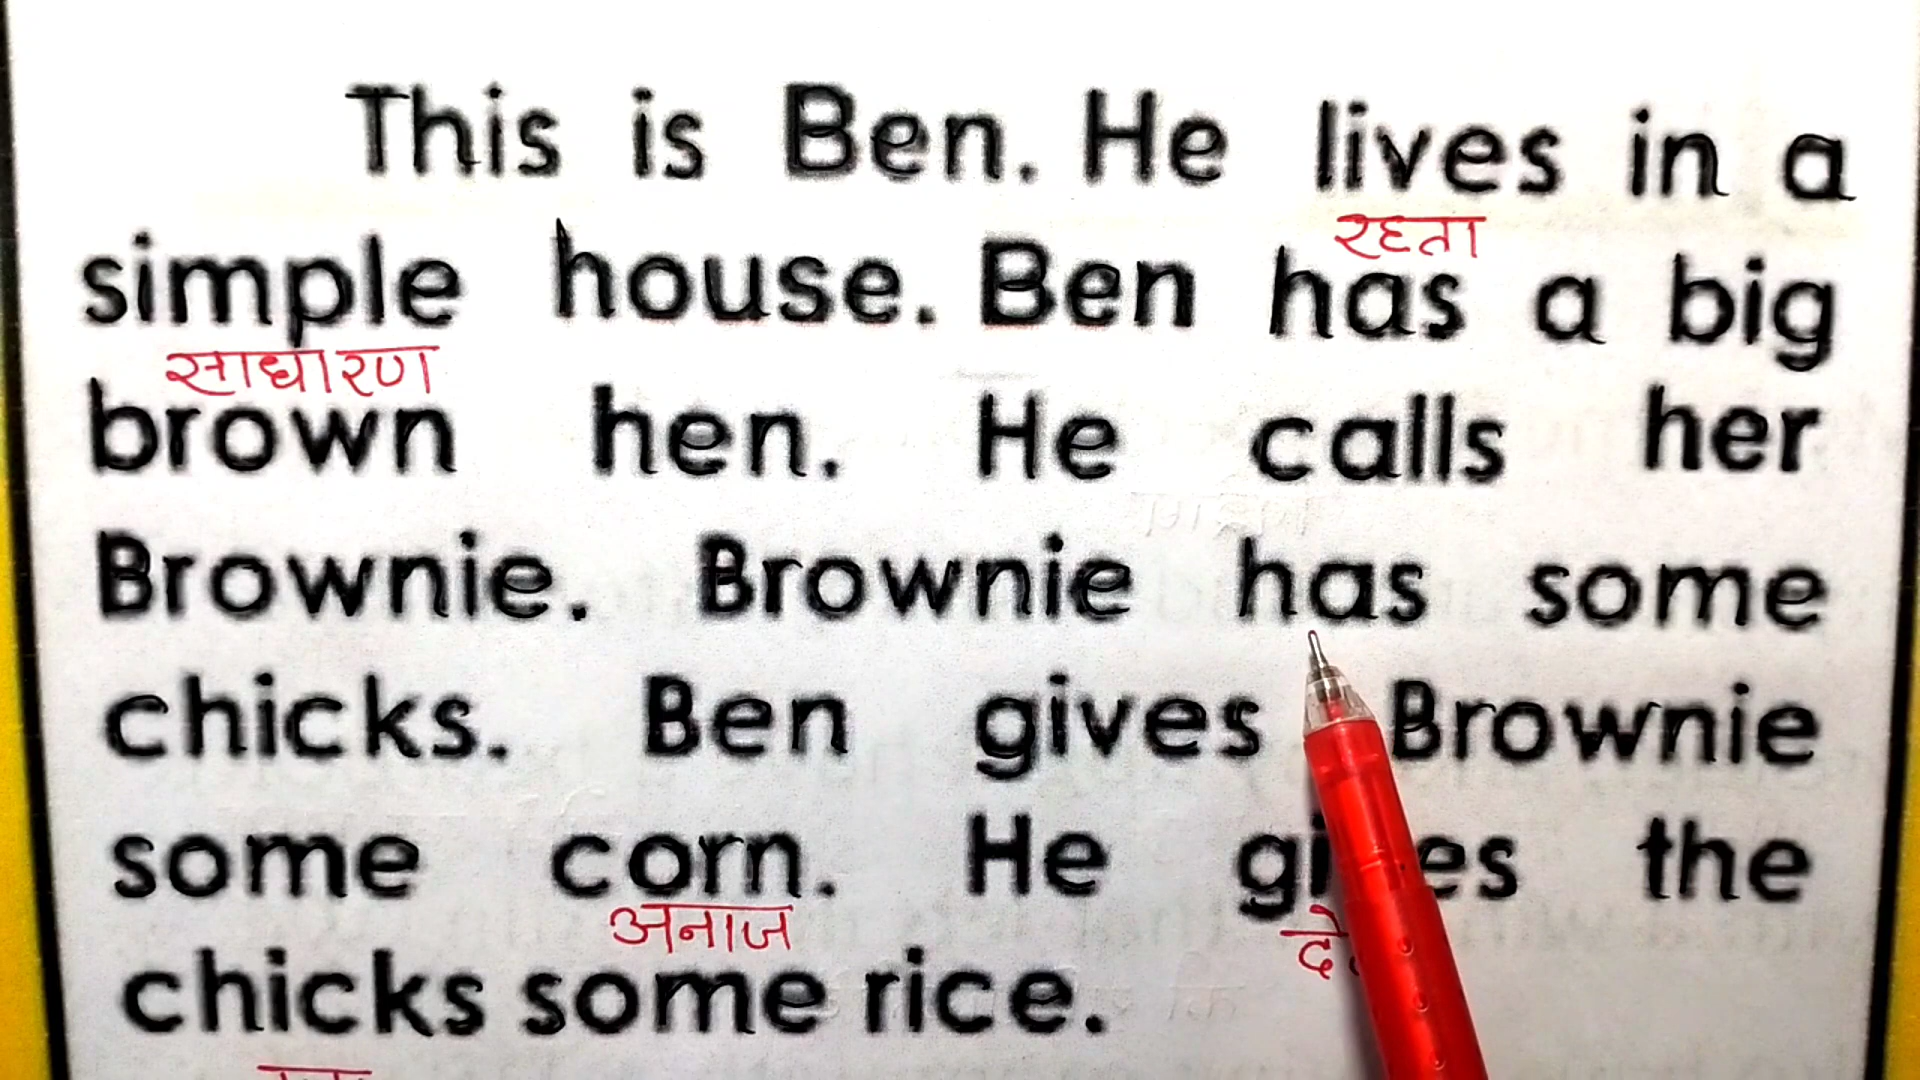 This is Ben. He lives in a
रहता
simple house. Ben has a big
साधारण
brown hen. He calls her
Brownie. Brownie has some
chicks. Ben gives Brownie
some corn. He gives the
अनाज
chicks some rice.